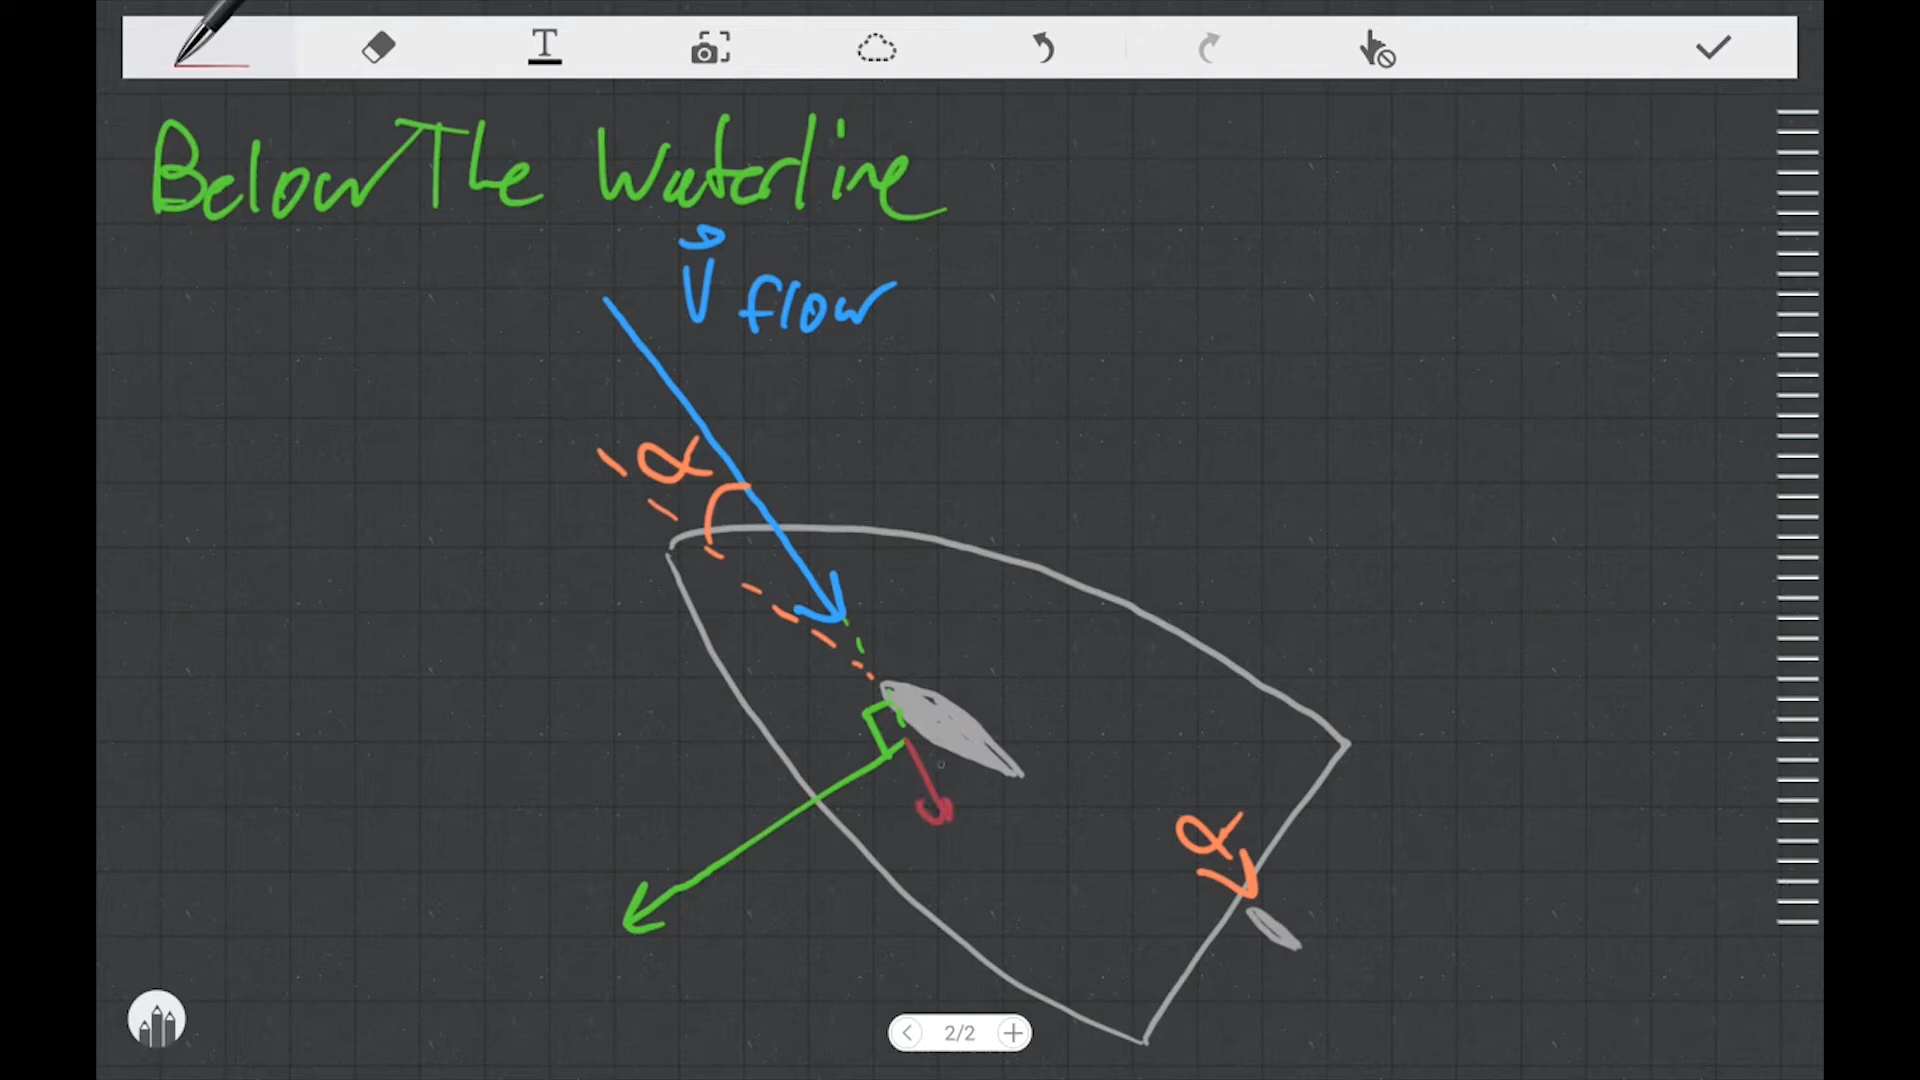 T
Below The Waterline
V flow
α
α
2/2